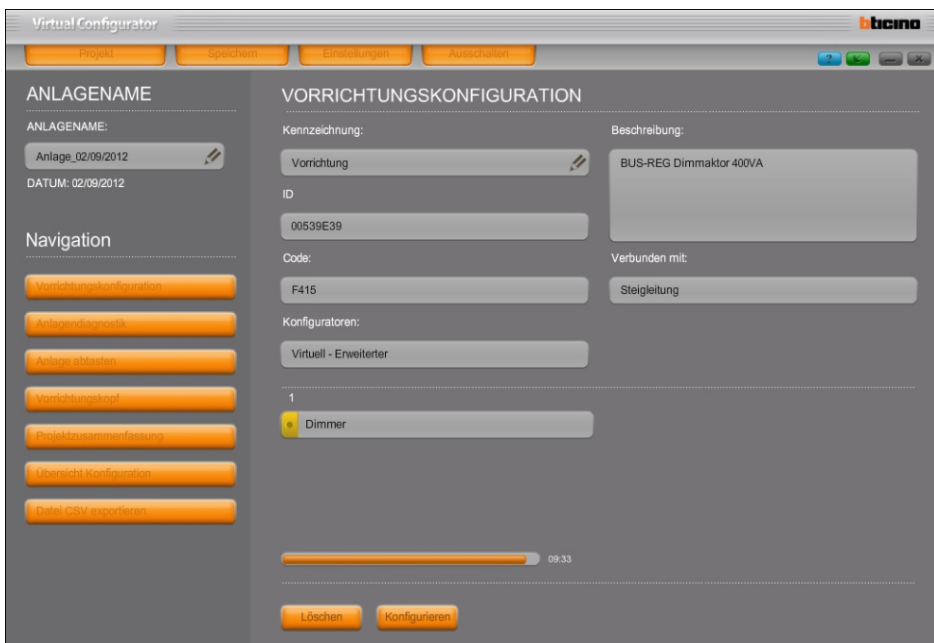 Virtual Configurator
bticino
Projekt
Speichern
Einstellungen
Ausschallen
?
ANLAGENAME
ANLAGENAME:
Anlage_02/09/2012
DATUM: 02/09/2012
Navigation
Vorrichtungskonfiguration
Anlagendiagnostik
Anlage abtasten
Vorrichtungskopf
Projektzusammenfassung
Übersicht Konfiguration
Datei CSV exportieren
VORRICHTUNGSKONFIGURATION
Kennzeichnung:
Vorrichtung
ID
00539E39
Code:
F415
Konfiguratoren:
Virtuell - Erweiterter
Beschreibung:
BUS-REG Dimmaktor 400VA
Verbunden mit:
Steigleitung
1
Dimmer
09:33
Löschen
Konfigurieren